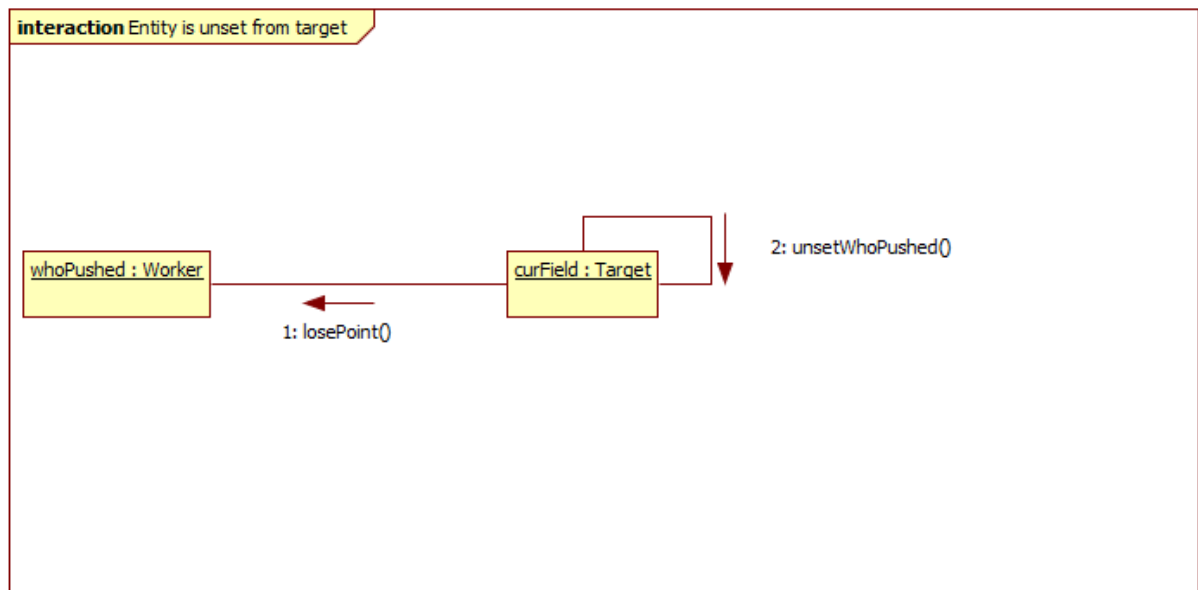 interaction Entity is unset from target
whoPushed : Worker
curField : Target
2: unsetWhoPushed()
1: losePoint()